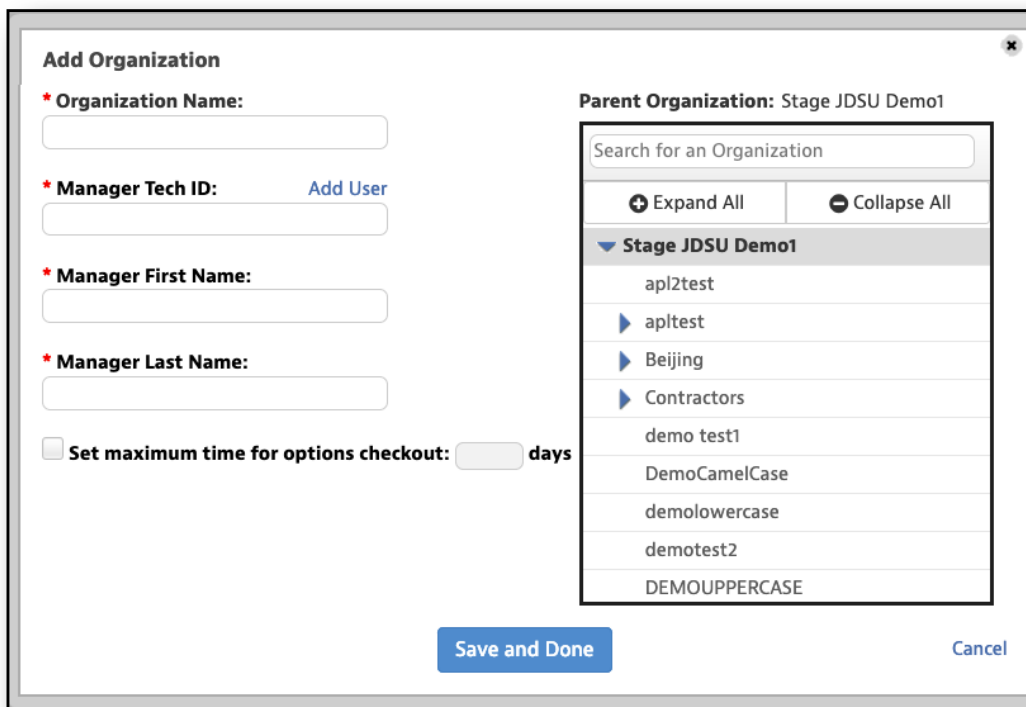 Add Organization
* Organization Name:
Parent Organization: Stage JDSU Demo1
Search for an Organization
* Manager Tech ID: Add User
Expand All Collapse All
Stage JDSU Demo1
* Manager First Name:
apl2test
apltest
* Manager Last Name:
Beijing
Contractors
demo test1
Set maximum time for options checkout: days
DemoCamelCase
demolowercase
demotest2
DEMOUPPERCASE
Save and Done
Cancel